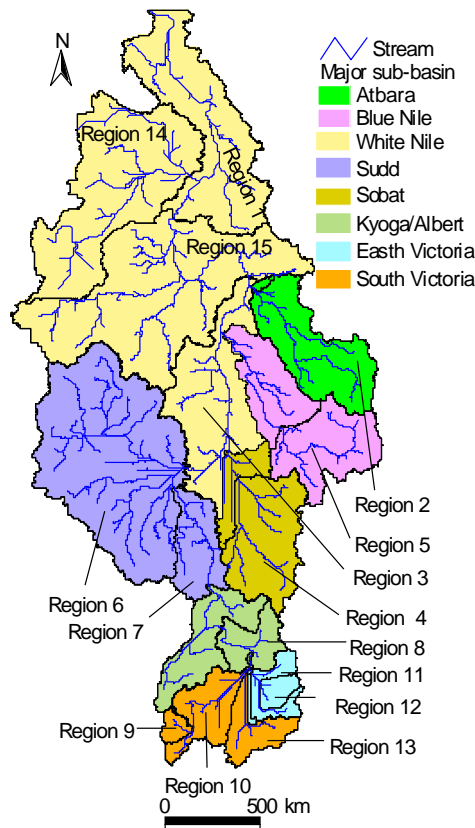 N
Stream
Major sub-basin
Atbara
Blue Nile
White Nile
Sudd
Sobat
Kyoga/Albert
Easth Victoria
South Victoria
Region 14
Region 1
Region 15
Region 2
Region 5
Region 3
Region 6
Region 4
Region 7
Region 8
Region 11
Region 12
Region 9
Region 13
Region 10
0 500 km